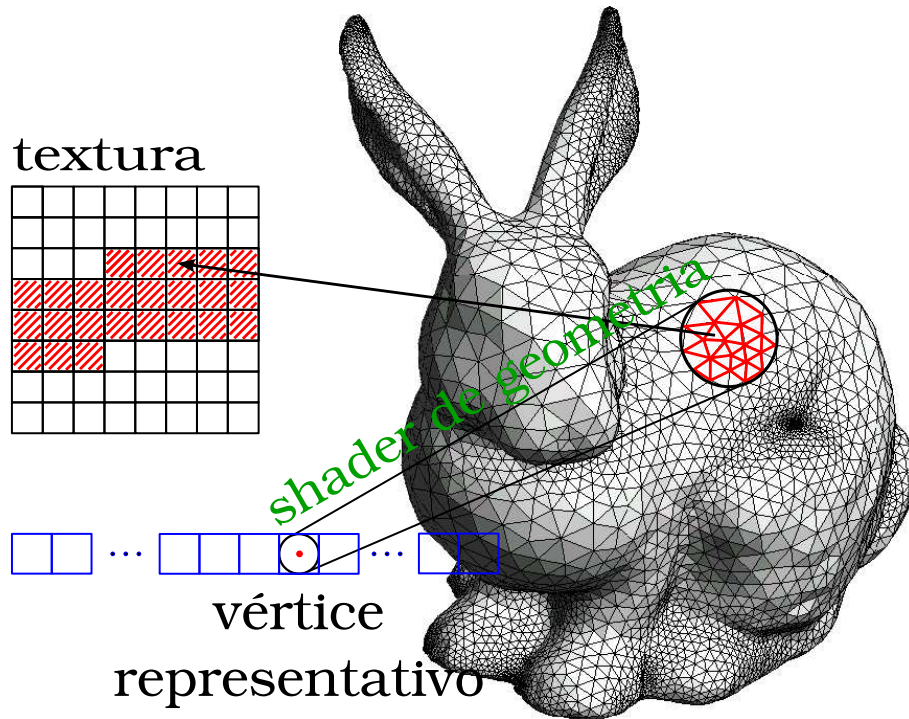 textura
shader de geometria
... ...
vértice
representativo